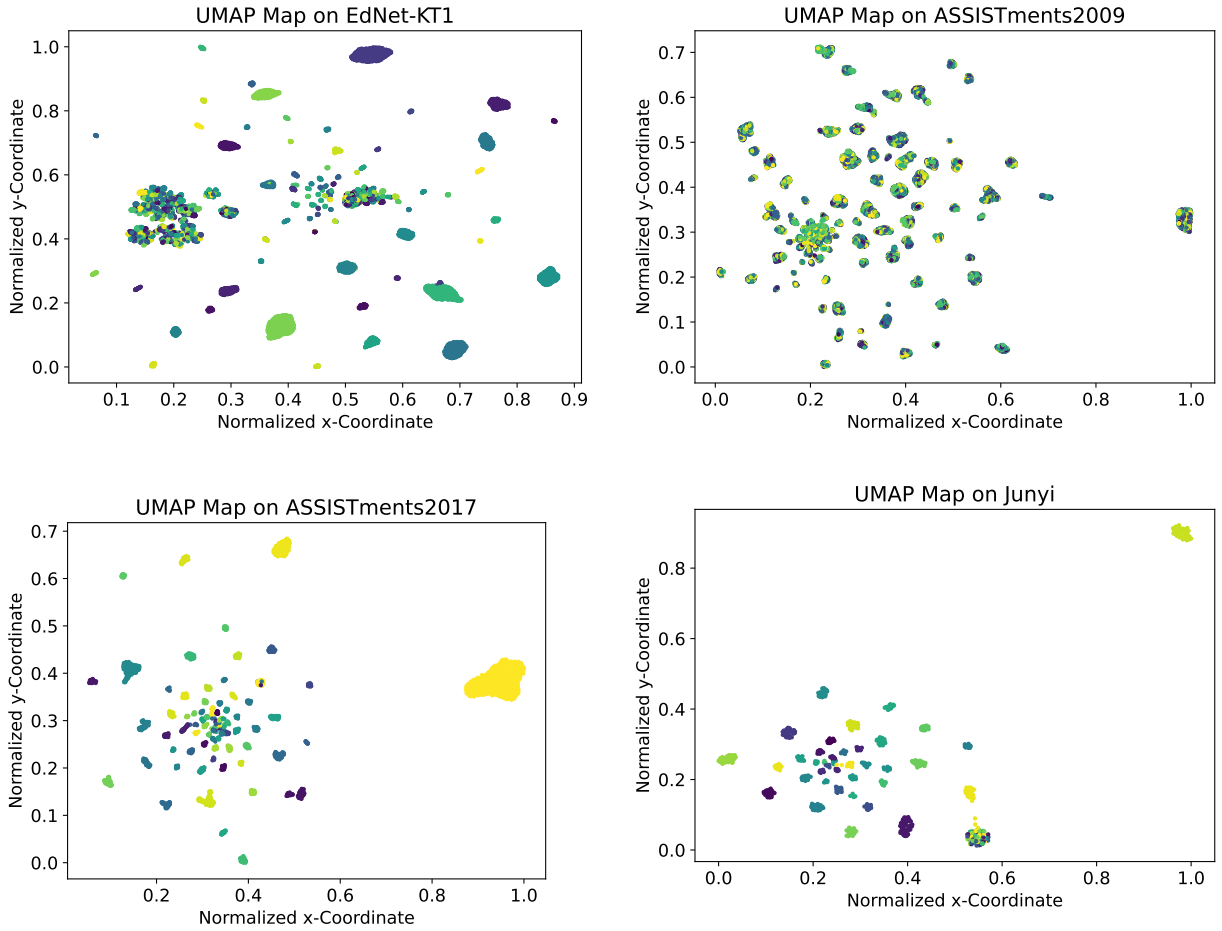 UMAP Map on EdNet-KT1
1.0
0.8
0.6
0.4
0.2
0.0
Normalized y-Coordinate
0.1 0.2 0.3 0.4 0.5 0.6 0.7 0.8 0.9
Normalized x-Coordinate
UMAP Map on ASSISTments2009
0.7
0.6
0.5
0.4
0.3
0.2
0.1
0.0
Normalized y-Coordinate
0.0 0.2 0.4 0.6 0.8 1.0
Normalized x-Coordinate
UMAP Map on ASSISTments2017
0.7
0.6
0.5
0.4
0.3
0.2
0.1
0.0
Normalized y-Coordinate
0.2 0.4 0.6 0.8 1.0
Normalized x-Coordinate
UMAP Map on Junyi
0.8
0.6
0.4
0.2
0.0
Normalized y-Coordinate
0.0 0.2 0.4 0.6 0.8 1.0
Normalized x-Coordinate